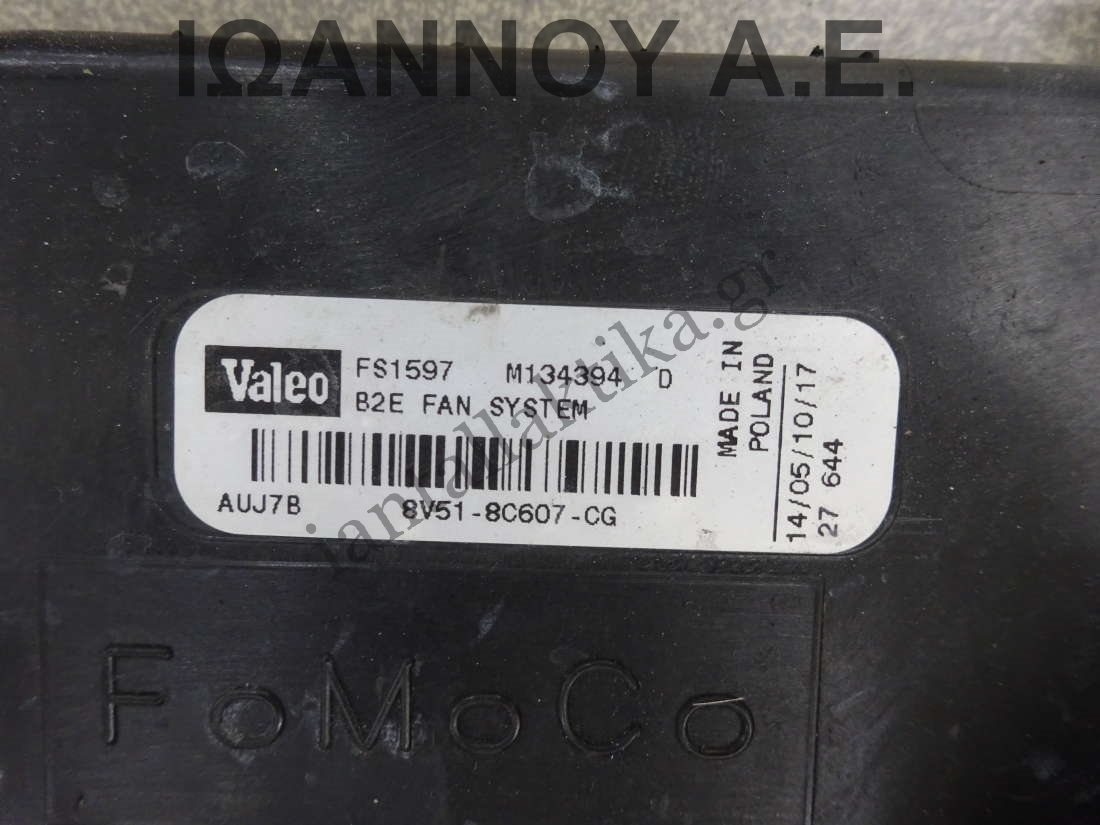 ΙΩΑΝΝΟΥ Α.Ε.
Valeo
FS1597 M134394 D
B2E FAN SYSTEM
AUJ7B 8V51-8C607-CG
MADE IN
POLAND
14/05/10/17
27 644
ianallaktika.gr
FoMoCo